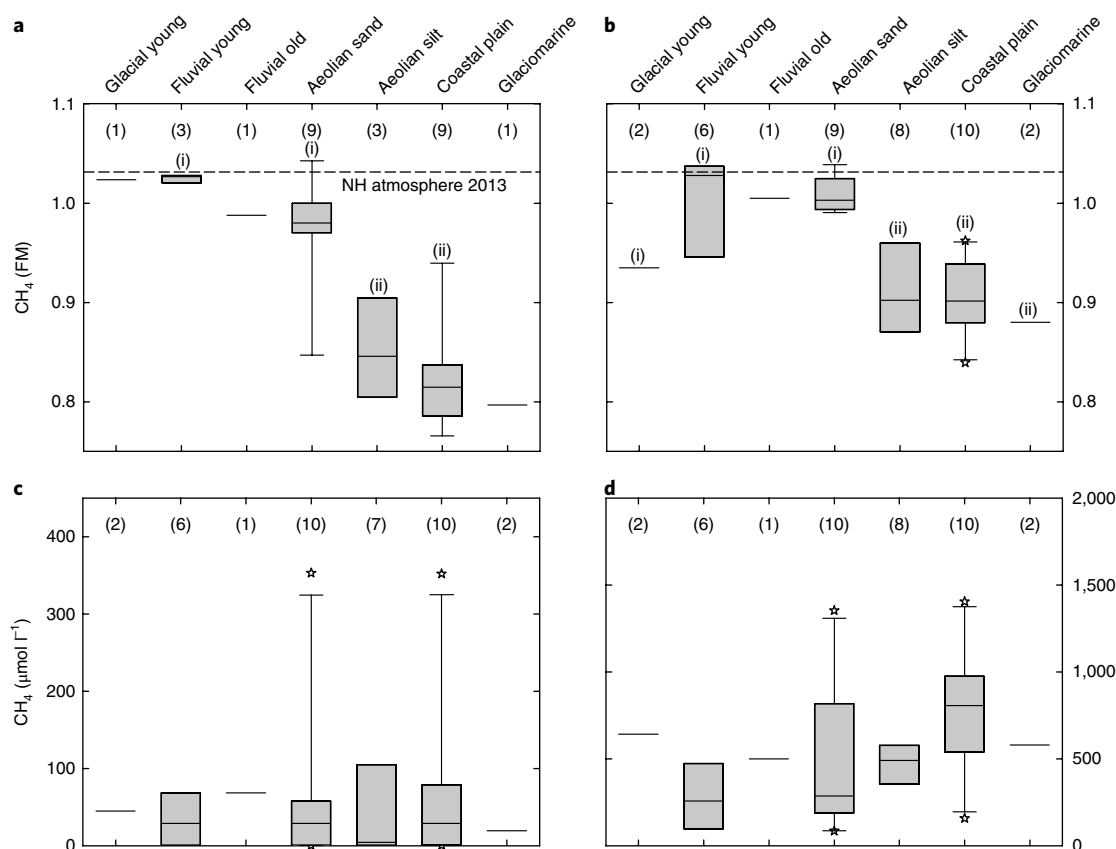 a
Glacial young
Fluvial young
Fluvial old
Aeolian sand
Aeolian silt
Coastal plain
Glaciomarine
b
Glacial young
Fluvial young
Fluvial old
Aeolian sand
Aeolian silt
Coastal plain
Glaciomarine
1.1
1.0
0.9
0.8
CH₄ (FM)
(1) (3) (1) (9) (3) (9) (1)
(i) (i)
NH atmosphere 2013
(ii)
(ii)
(2) (6) (1) (9) (8) (10) (2)
(i) (i)
(ii) (ii)
(i)
(ii)
1.1
1.0
0.9
0.8
c
400
300
200
100
0
CH₄ (μmol l⁻¹)
(2) (6) (1) (10) (7) (10) (2)
d
(2) (6) (1) (10) (8) (10) (2)
2,000
1,500
1,000
500
0